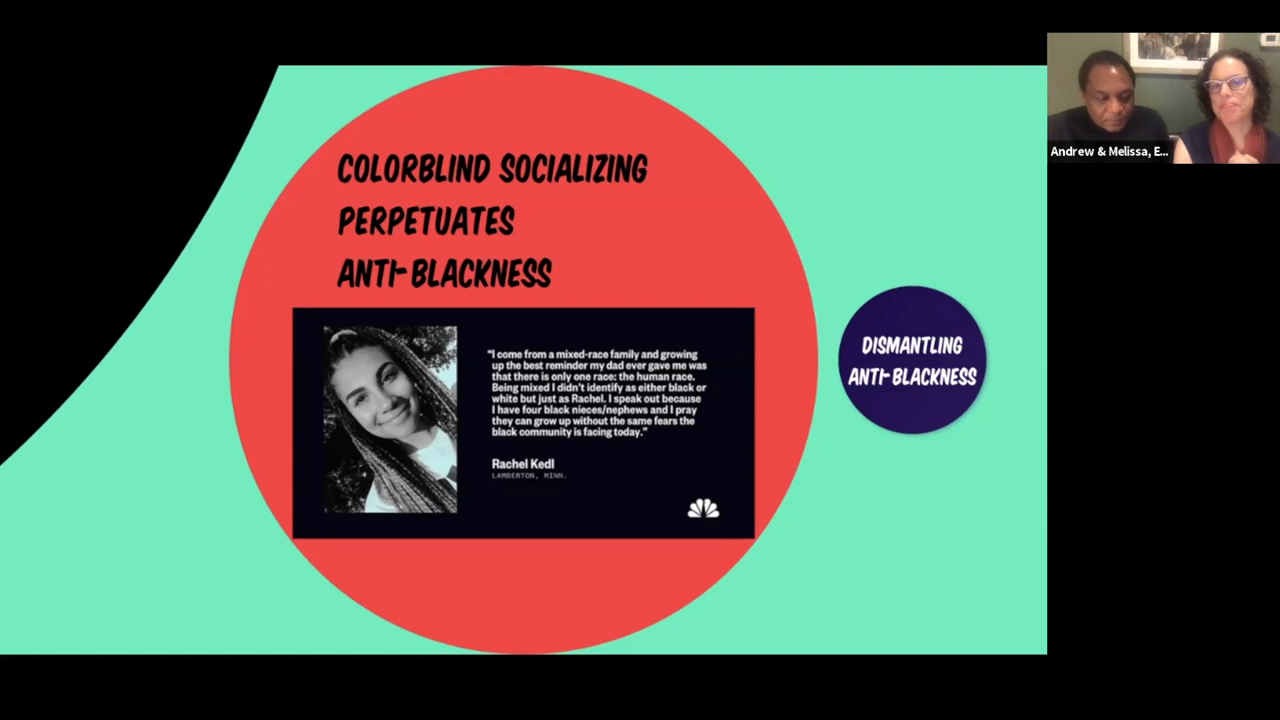 COLORBLIND SOCIALIZING
PERPETUATES
ANTI-BLACKNESS
"I come from a mixed-race family and growing
up the best reminder my dad ever gave me was
that there is only one race: the human race.
Being mixed I didn't identify as either black or
white but just as Rachel. I speak out because
I have four black nieces/nephews and I pray
they can grow up without the same fears the
black community is facing today."
Rachel Kedl
LAMBERTON, MINN.
DISMANTLING
ANTI-BLACKNESS
Andrew & Melissa, E...